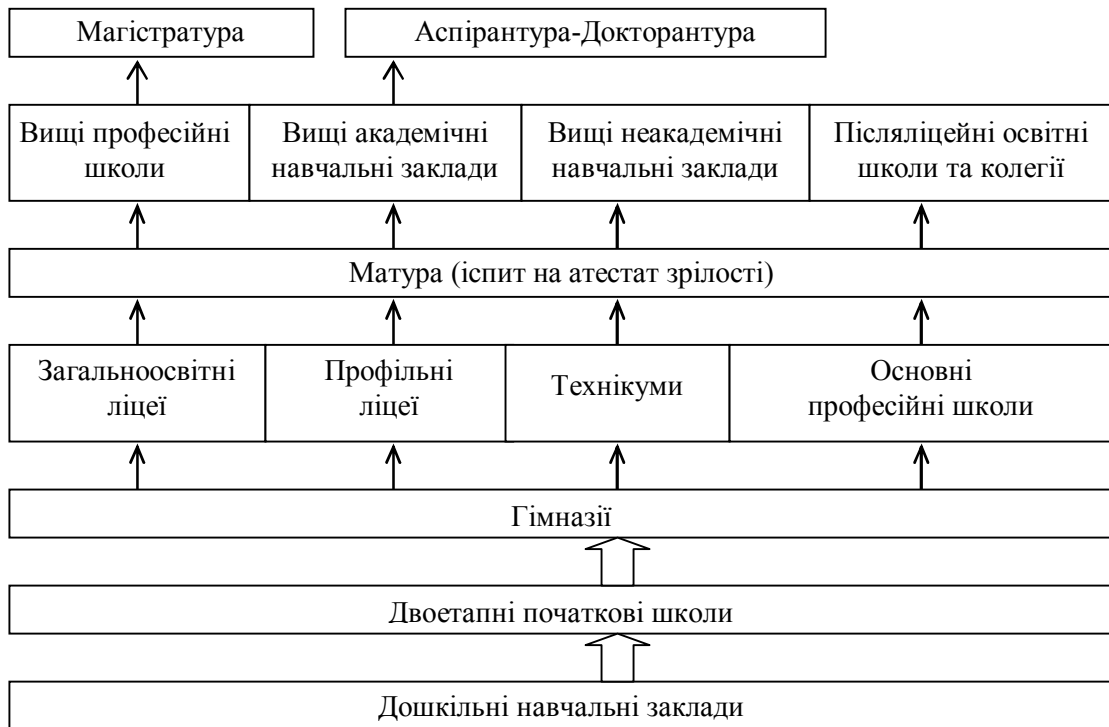 Магістратура
Аспірантура-Докторантура
Вищі професійні
школи
Вищі академічні
навчальні заклади
Вищі неакадемічні
навчальні заклади
Післяліцейні освітні
школи та колегії
Матура (іспит на атестат зрілості)
Загальноосвітні
ліцеї
Профільні
ліцеї
Технікуми
Основні
професійні школи
Гімназії
Двоетапні початкові школи
Дошкільні навчальні заклади